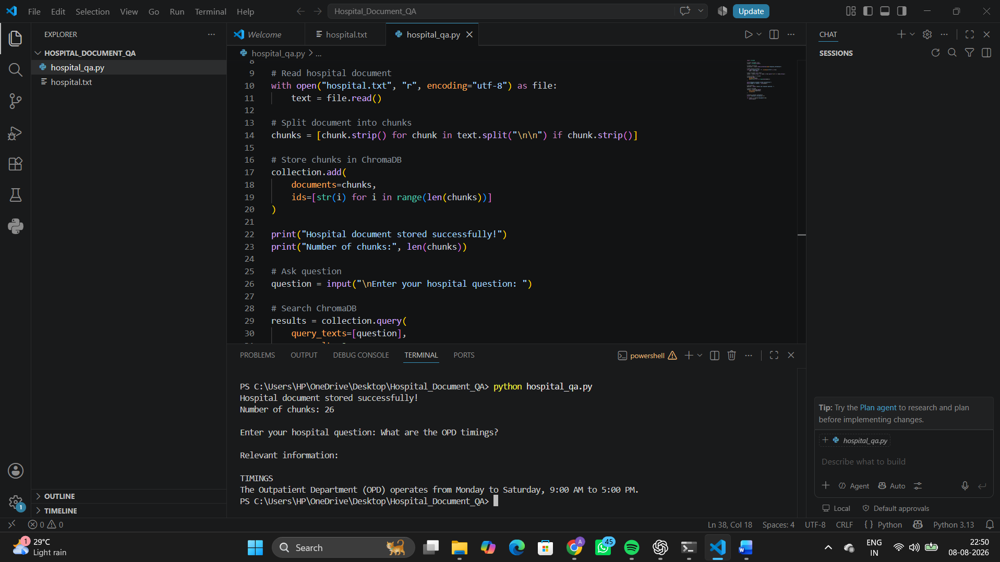 File Edit Selection View Go Run Terminal Help
Hospital_Document_QA
Update
EXPLORER
HOSPITAL_DOCUMENT_QA
hospital_qa.py
hospital.txt
OUTLINE
TIMELINE
Welcome
hospital.txt
hospital_qa.py
hospital_qa.py > ...
8
9 # Read hospital document
10 with open("hospital.txt", "r", encoding="utf-8") as file:
11 text = file.read()
12
13 # Split document into chunks
14 chunks = [chunk.strip() for chunk in text.split("\n\n") if chunk.strip()]
15
16 # Store chunks in ChromaDB
17 collection.add(
18 documents=chunks,
19 ids=[str(i) for i in range(len(chunks))]
20 )
21
22 print("Hospital document stored successfully!")
23 print("Number of chunks:", len(chunks))
24
25 # Ask question
26 question = input("\nEnter your hospital question: ")
27
28 # Search ChromaDB
29 results = collection.query(
30 query_texts=[question],
PROBLEMS OUTPUT DEBUG CONSOLE TERMINAL PORTS
powershell
PS C:\Users\HP\OneDrive\Desktop\Hospital_Document_QA> python hospital_qa.py
Hospital document stored successfully!
Number of chunks: 26
Enter your hospital question: What are the OPD timings?
Relevant information:
TIMINGS
The Outpatient Department (OPD) operates from Monday to Saturday, 9:00 AM to 5:00 PM.
PS C:\Users\HP\OneDrive\Desktop\Hospital_Document_QA>
CHAT
SESSIONS
Tip: Try the Plan agent to research and plan
before implementing changes.
hospital_qa.py
Describe what to build
Agent Auto
Local Default approvals
1
0 0
Ln 38, Col 18 Spaces: 4 UTF-8 CRLF { } Python Python 3.13
1
29°C
Light rain
Search
A
45
W
ENG
IN
22:50
08-08-2026